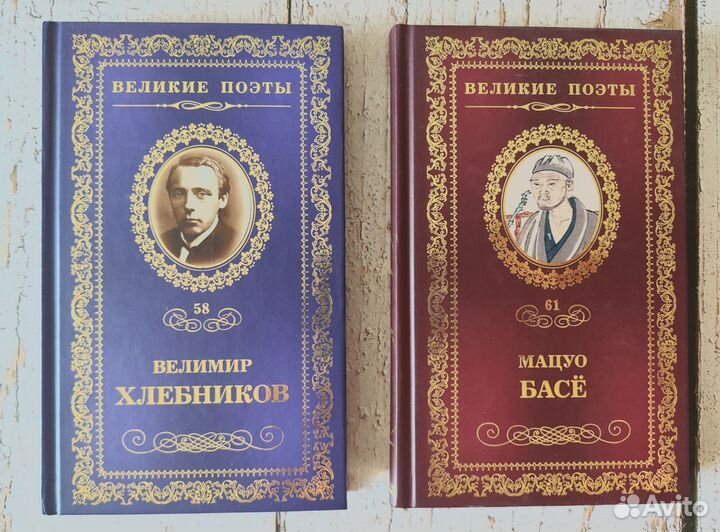 ВЕЛИКИЕ ПОЭТЫ
58
ВЕЛИМИР
ХЛЕБНИКОВ
ВЕЛИКИЕ ПОЭТЫ
61
МАЦУО
БАСЁ
Avito